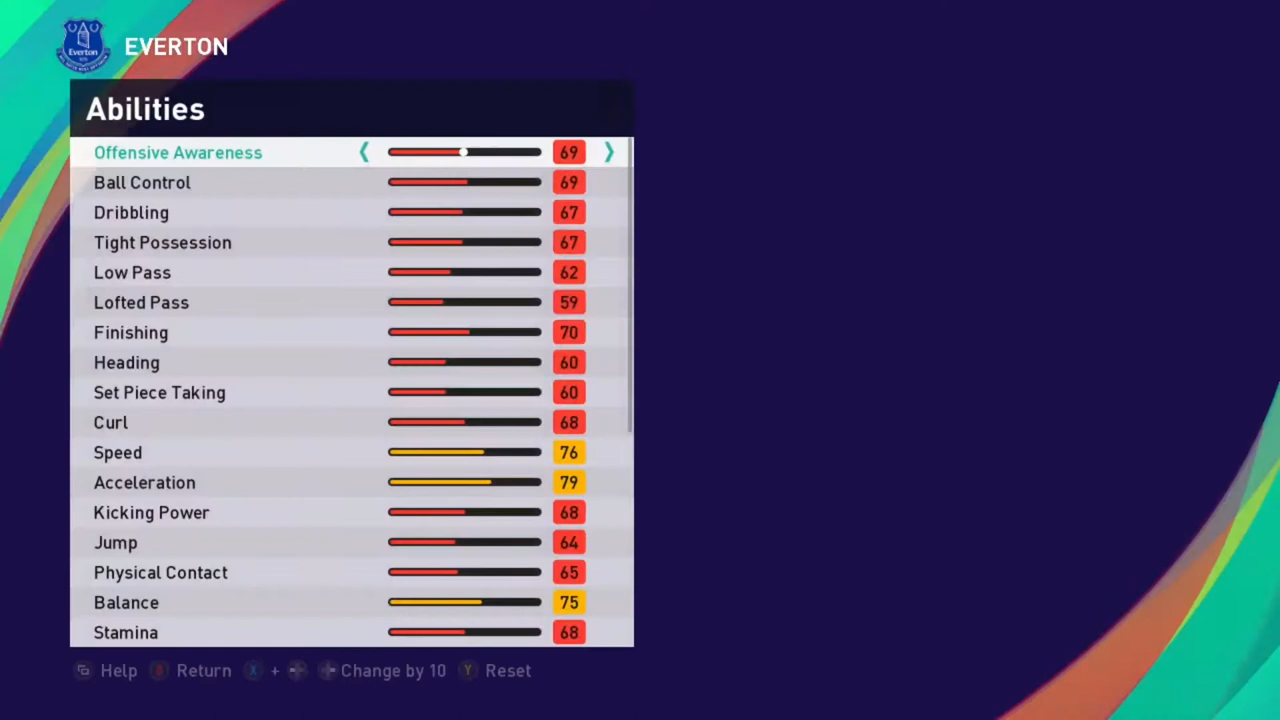 Everton
EVERTON
Abilities
Offensive Awareness 69
Ball Control 69
Dribbling 67
Tight Possession 67
Low Pass 62
Lofted Pass 59
Finishing 70
Heading 60
Set Piece Taking 60
Curl 68
Speed 76
Acceleration 79
Kicking Power 68
Jump 64
Physical Contact 65
Balance 75
Stamina 68
Help Return X + Change by 10 Y Reset